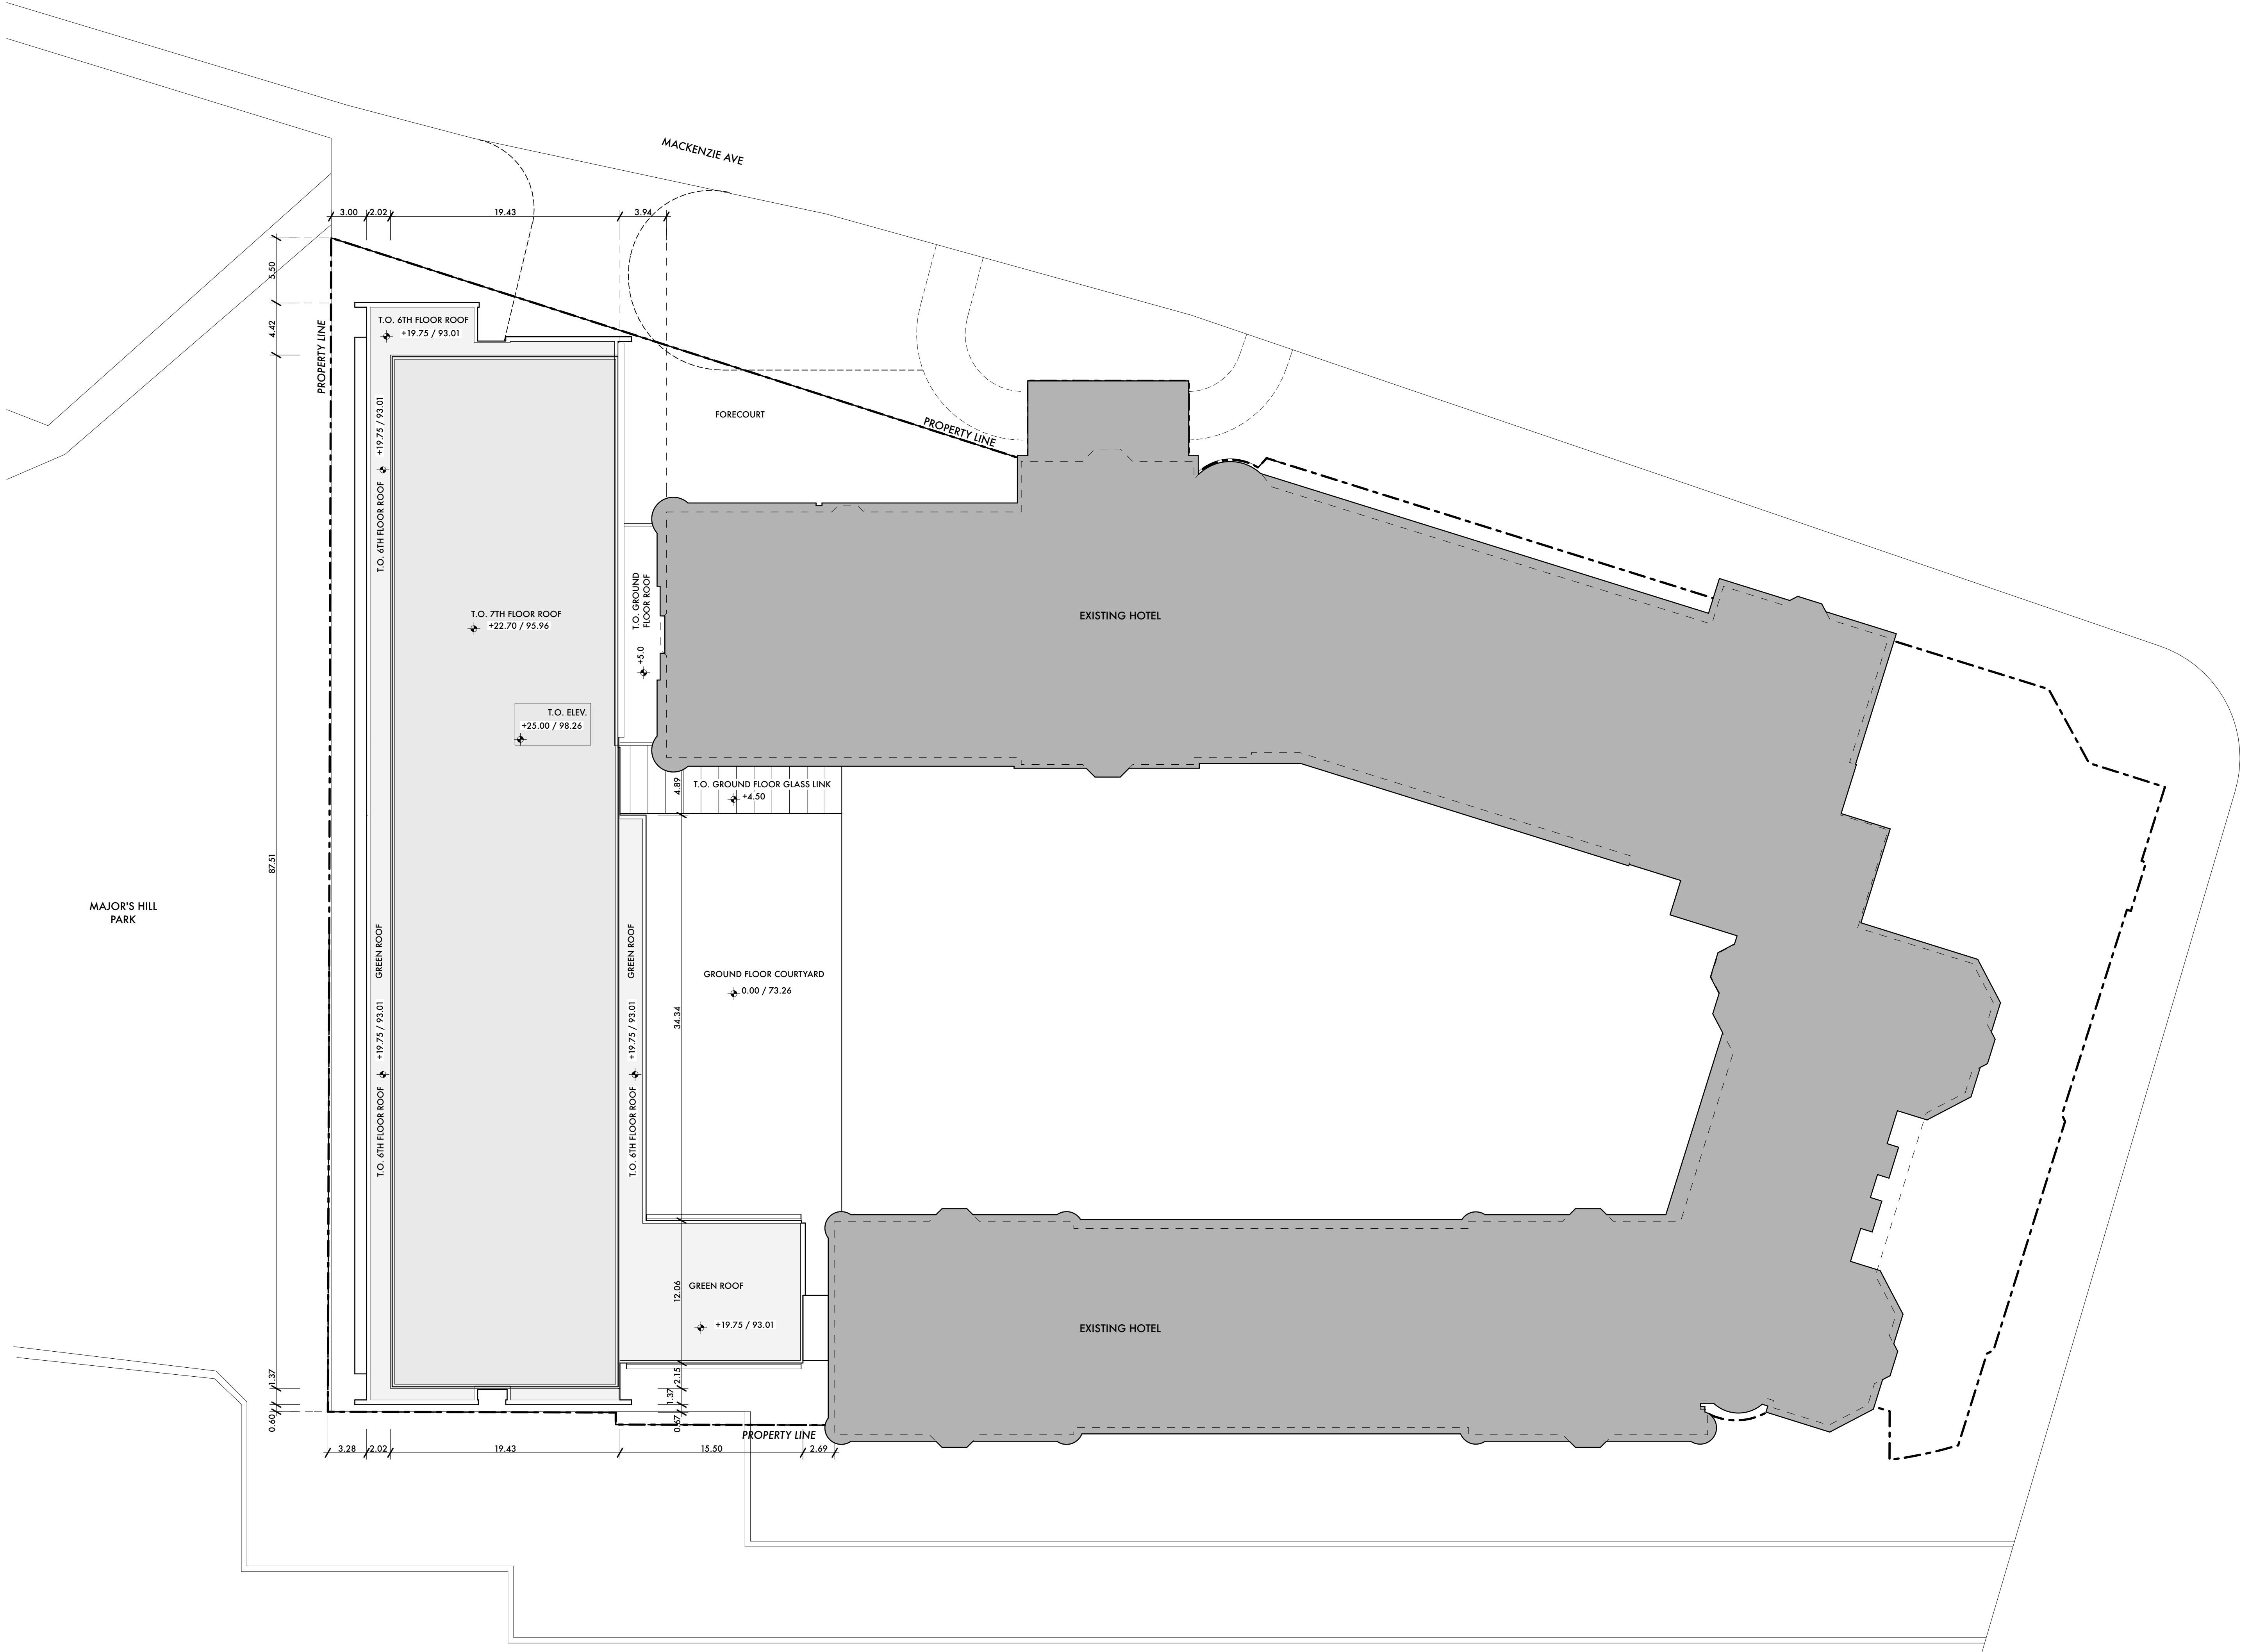 MACKENZIE AVE
3.00
2.02
19.43
3.94
5.50
4.42
87.51
1.37
0.60
PROPERTY LINE
T.O. 6TH FLOOR ROOF
+19.75 / 93.01
T.O. 6TH FLOOR ROOF +19.75 / 93.01
FORECOURT
PROPERTY LINE
T.O. 7TH FLOOR ROOF
+22.70 / 95.96
T.O. GROUND
FLOOR ROOF
+5.0
EXISTING HOTEL
T.O. ELEV.
+25.00 / 98.26
4.89
T.O. GROUND FLOOR GLASS LINK
+4.50
MAJOR'S HILL
PARK
GREEN ROOF
T.O. 6TH FLOOR ROOF +19.75 / 93.01
GREEN ROOF
T.O. 6TH FLOOR ROOF +19.75 / 93.01
GROUND FLOOR COURTYARD
0.00 / 73.26
34.34
12.06
GREEN ROOF
+19.75 / 93.01
EXISTING HOTEL
2.15
1.37
0.67
PROPERTY LINE
3.28
2.02
19.43
15.50
2.69